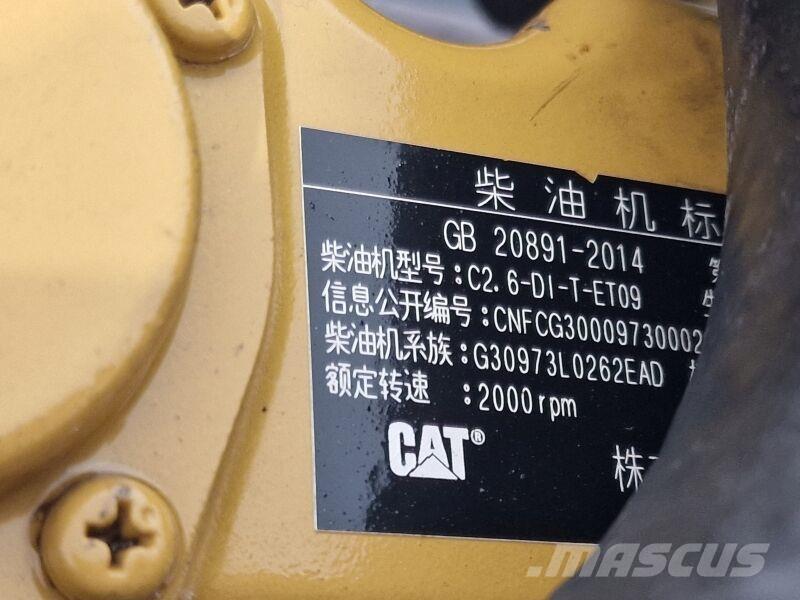 柴油机标
GB 20891-2014
柴油机型号:C2.6-DI-T-ET09
信息公开编号:CNFCG30009730002
柴油机系族:G30973L0262EAD
额定转速 :2000rpm
CAT®
株
MASCUS